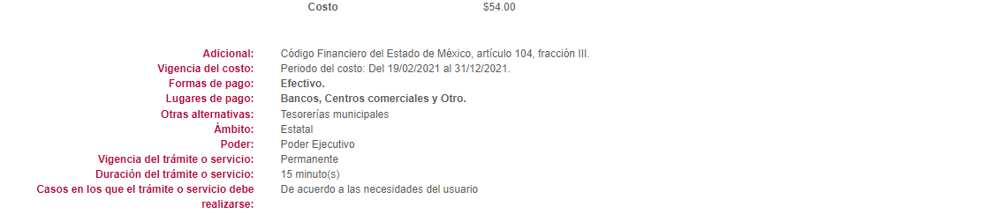 Costo $54.00
Adicional: Código Financiero del Estado de México, artículo 104, fracción III.
Vigencia del costo: Periodo del costo: Del 19/02/2021 al 31/12/2021.
Formas de pago: Efectivo.
Lugares de pago: Bancos, Centros comerciales y Otro.
Otras alternativas: Tesorerías municipales
Ámbito: Estatal
Poder: Poder Ejecutivo
Vigencia del trámite o servicio: Permanente
Duración del trámite o servicio: 15 minuto(s)
Casos en los que el trámite o servicio debe De acuerdo a las necesidades del usuario
realizarse: